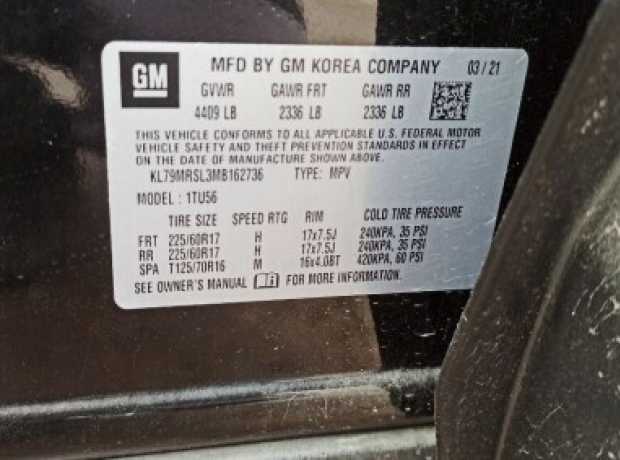 GM
MFD BY GM KOREA COMPANY 03/21
GVWR GAWR FRT GAWR RR
4409 LB 2336 LB 2336 LB
THIS VEHICLE CONFORMS TO ALL APPLICABLE U.S. FEDERAL MOTOR
VEHICLE SAFETY AND THEFT PREVENTION STANDARDS IN EFFECT
ON THE DATE OF MANUFACTURE SHOWN ABOVE.
KL79MRSL3MB162736 TYPE: MPV
MODEL: 1TU56
TIRE SIZE SPEED RTG RIM COLD TIRE PRESSURE
FRT 225/60R17 H 17x7.5J 240KPA, 35 PSI
RR 225/60R17 H 17x7.5J 240KPA, 35 PSI
SPA T125/70R16 M 16x4.0BT 420KPA, 60 PSI
SEE OWNER'S MANUAL FOR MORE INFORMATION.